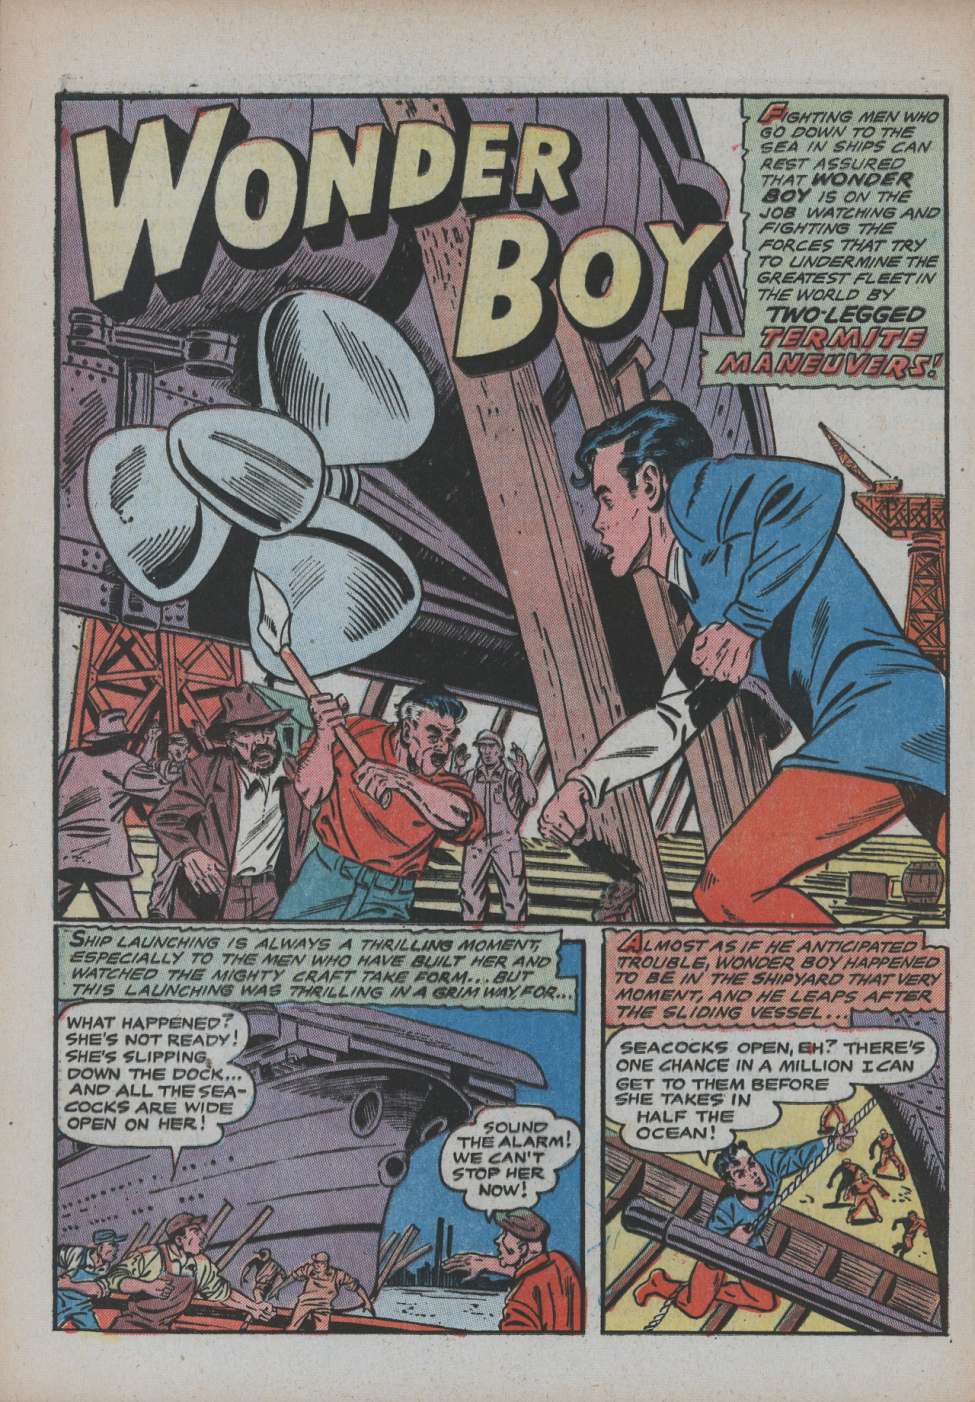 WONDER
BOY
FIGHTING MEN WHO
GO DOWN TO THE
SEA IN SHIPS CAN
REST ASSURED
THAT WONDER
BOY IS ON THE
JOB WATCHING AND
FIGHTING THE
FORCES THAT TRY
TO UNDERMINE THE
GREATEST FLEET IN
THE WORLD BY
TWO-LEGGED
TERMITE
MANEUVERS!
SHIP LAUNCHING IS ALWAYS A THRILLING MOMENT,
ESPECIALLY TO THE MEN WHO HAVE BUILT HER AND
WATCHED THE MIGHTY CRAFT TAKE FORM... BUT
THIS LAUNCHING WAS THRILLING IN A GRIM WAY, FOR...
WHAT HAPPENED?
SHE'S NOT READY!
SHE'S SLIPPING
DOWN THE DOCK...
AND ALL THE SEA-
COCKS ARE WIDE
OPEN ON HER!
SOUND
THE ALARM!
WE CAN'T
STOP HER
NOW!
ALMOST AS IF HE ANTICIPATED
TROUBLE, WONDER BOY HAPPENED
TO BE IN THE SHIPYARD THAT VERY
MOMENT, AND HE LEAPS AFTER
THE SLIDING VESSEL...
SEACOCKS OPEN, EH? THERE'S
ONE CHANCE IN A MILLION I CAN
GET TO THEM BEFORE
SHE TAKES IN
HALF THE
OCEAN!